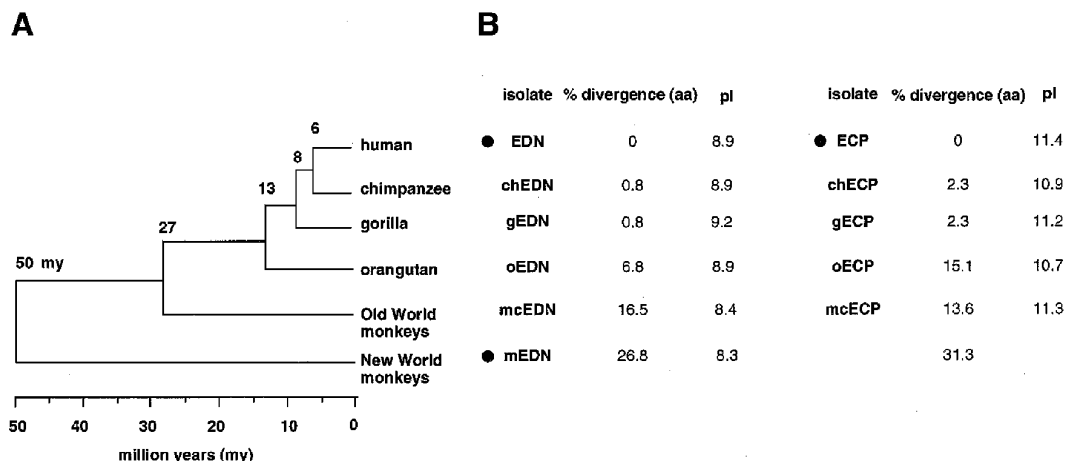 A
6
human
8
13
chimpanzee
27
gorilla
50 my
orangutan
Old World
monkeys
New World
monkeys
50 40 30 20 10 0
million years (my)
B
isolate % divergence (aa) pI isolate % divergence (aa) pI
● EDN 0 8.9 ● ECP 0 11.4
chEDN 0.8 8.9 chECP 2.3 10.9
gEDN 0.8 9.2 gECP 2.3 11.2
oEDN 6.8 8.9 oECP 15.1 10.7
mcEDN 16.5 8.4 mcECP 13.6 11.3
● mEDN 26.8 8.3 31.3